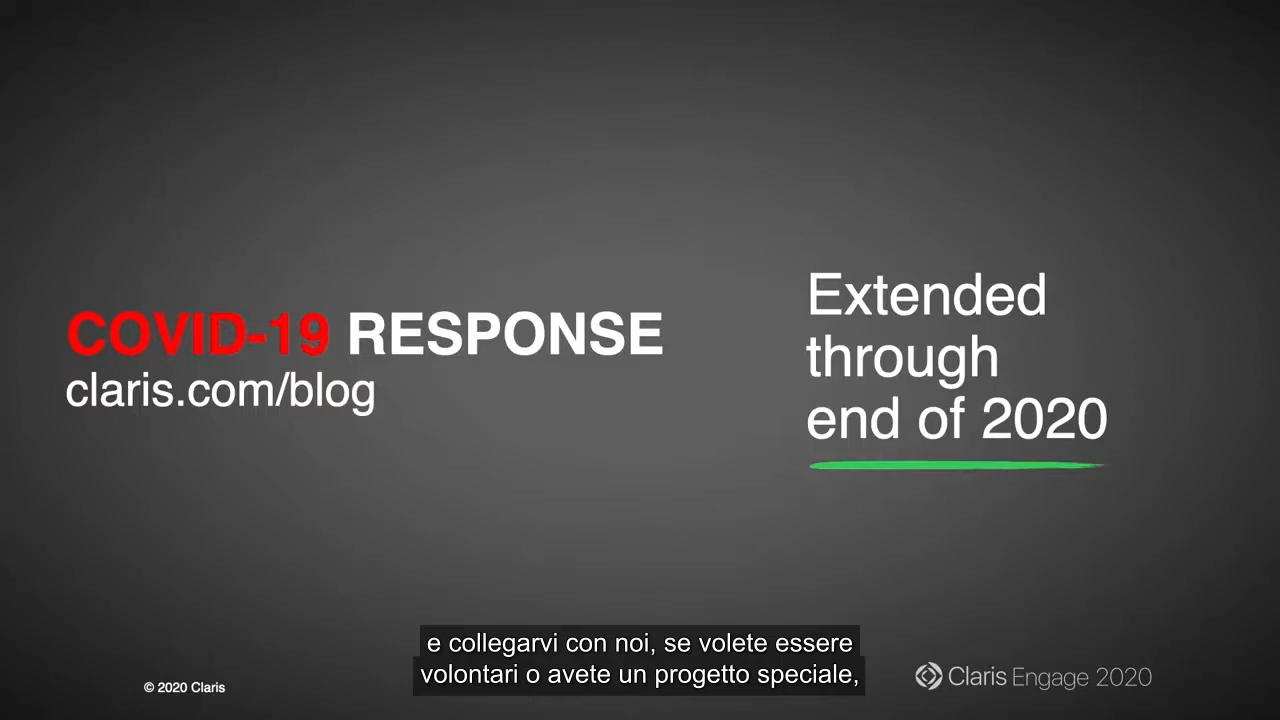 COVID-19 RESPONSE
claris.com/blog
Extended
through
end of 2020
e collegarvi con noi, se volete essere
volontari o avete un progetto speciale,
© 2020 Claris
Claris Engage 2020